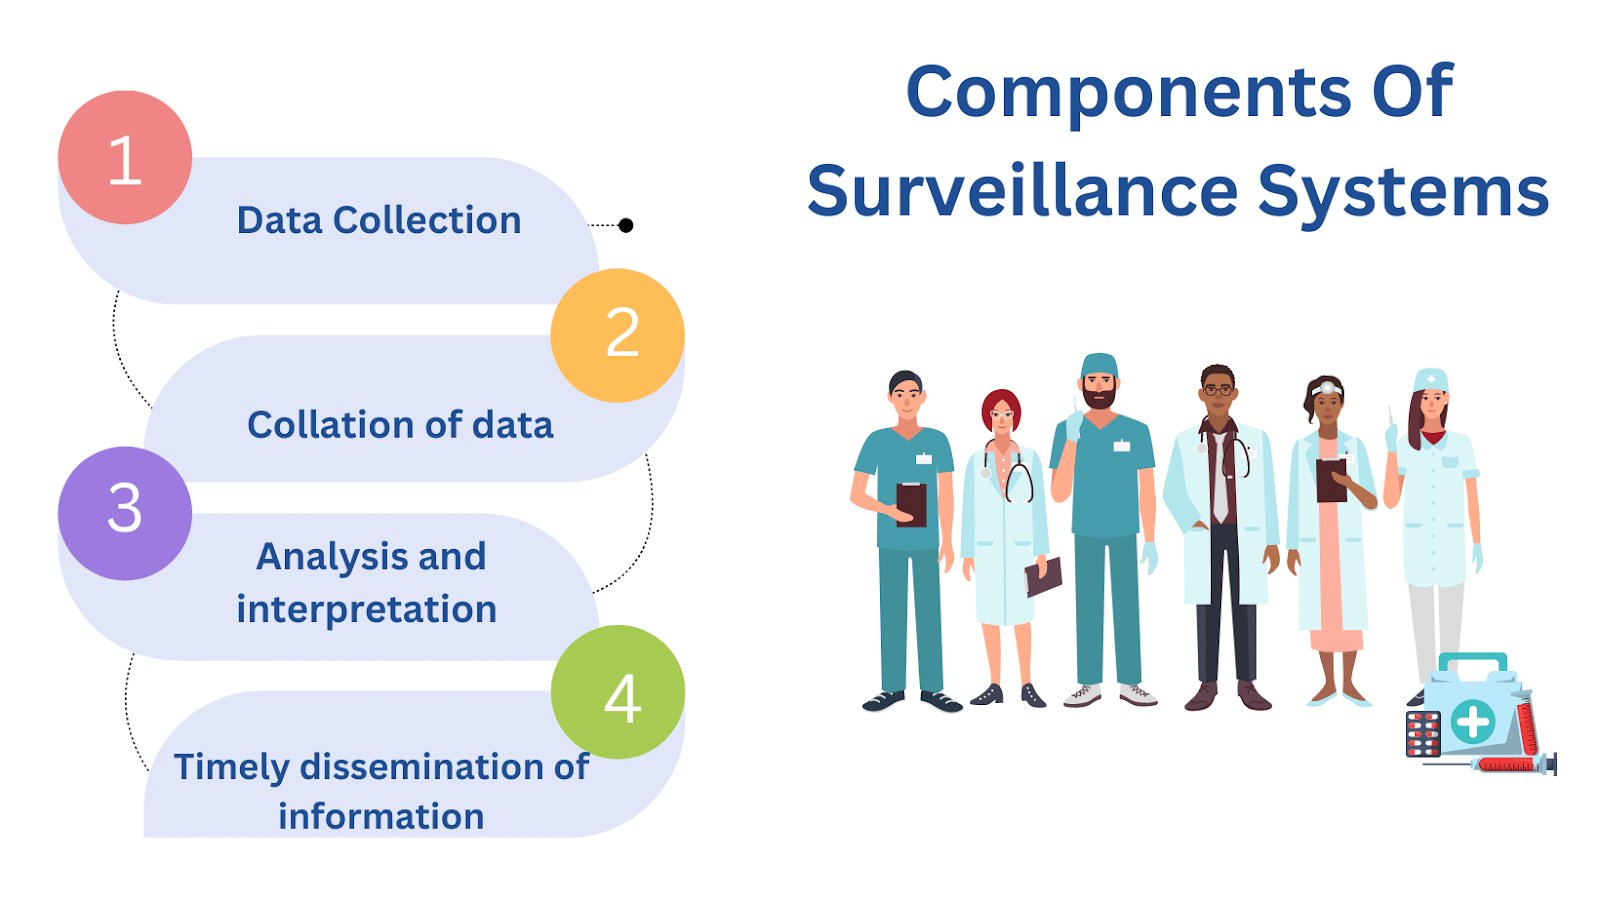 Components Of
Surveillance Systems
1
Data Collection
2
Collation of data
3
Analysis and
interpretation
4
Timely dissemination of
information